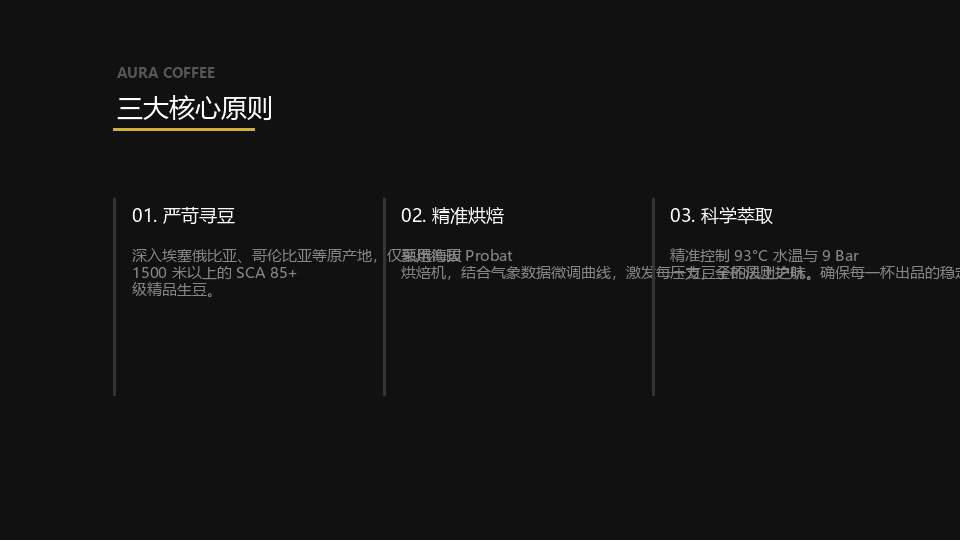 AURA COFFEE
三大核心原则
01. 严苛寻豆
深入埃塞俄比亚、哥伦比亚等原产地，仅
1500 米以上的 SCA 85+
级精品生豆。
02. 精准烘焙
Probat
烘焙机，结合气象数据微调曲线，激发每
03. 科学萃取
精准控制 93°C 水温与 9 Bar
确保每一杯出品的稳定